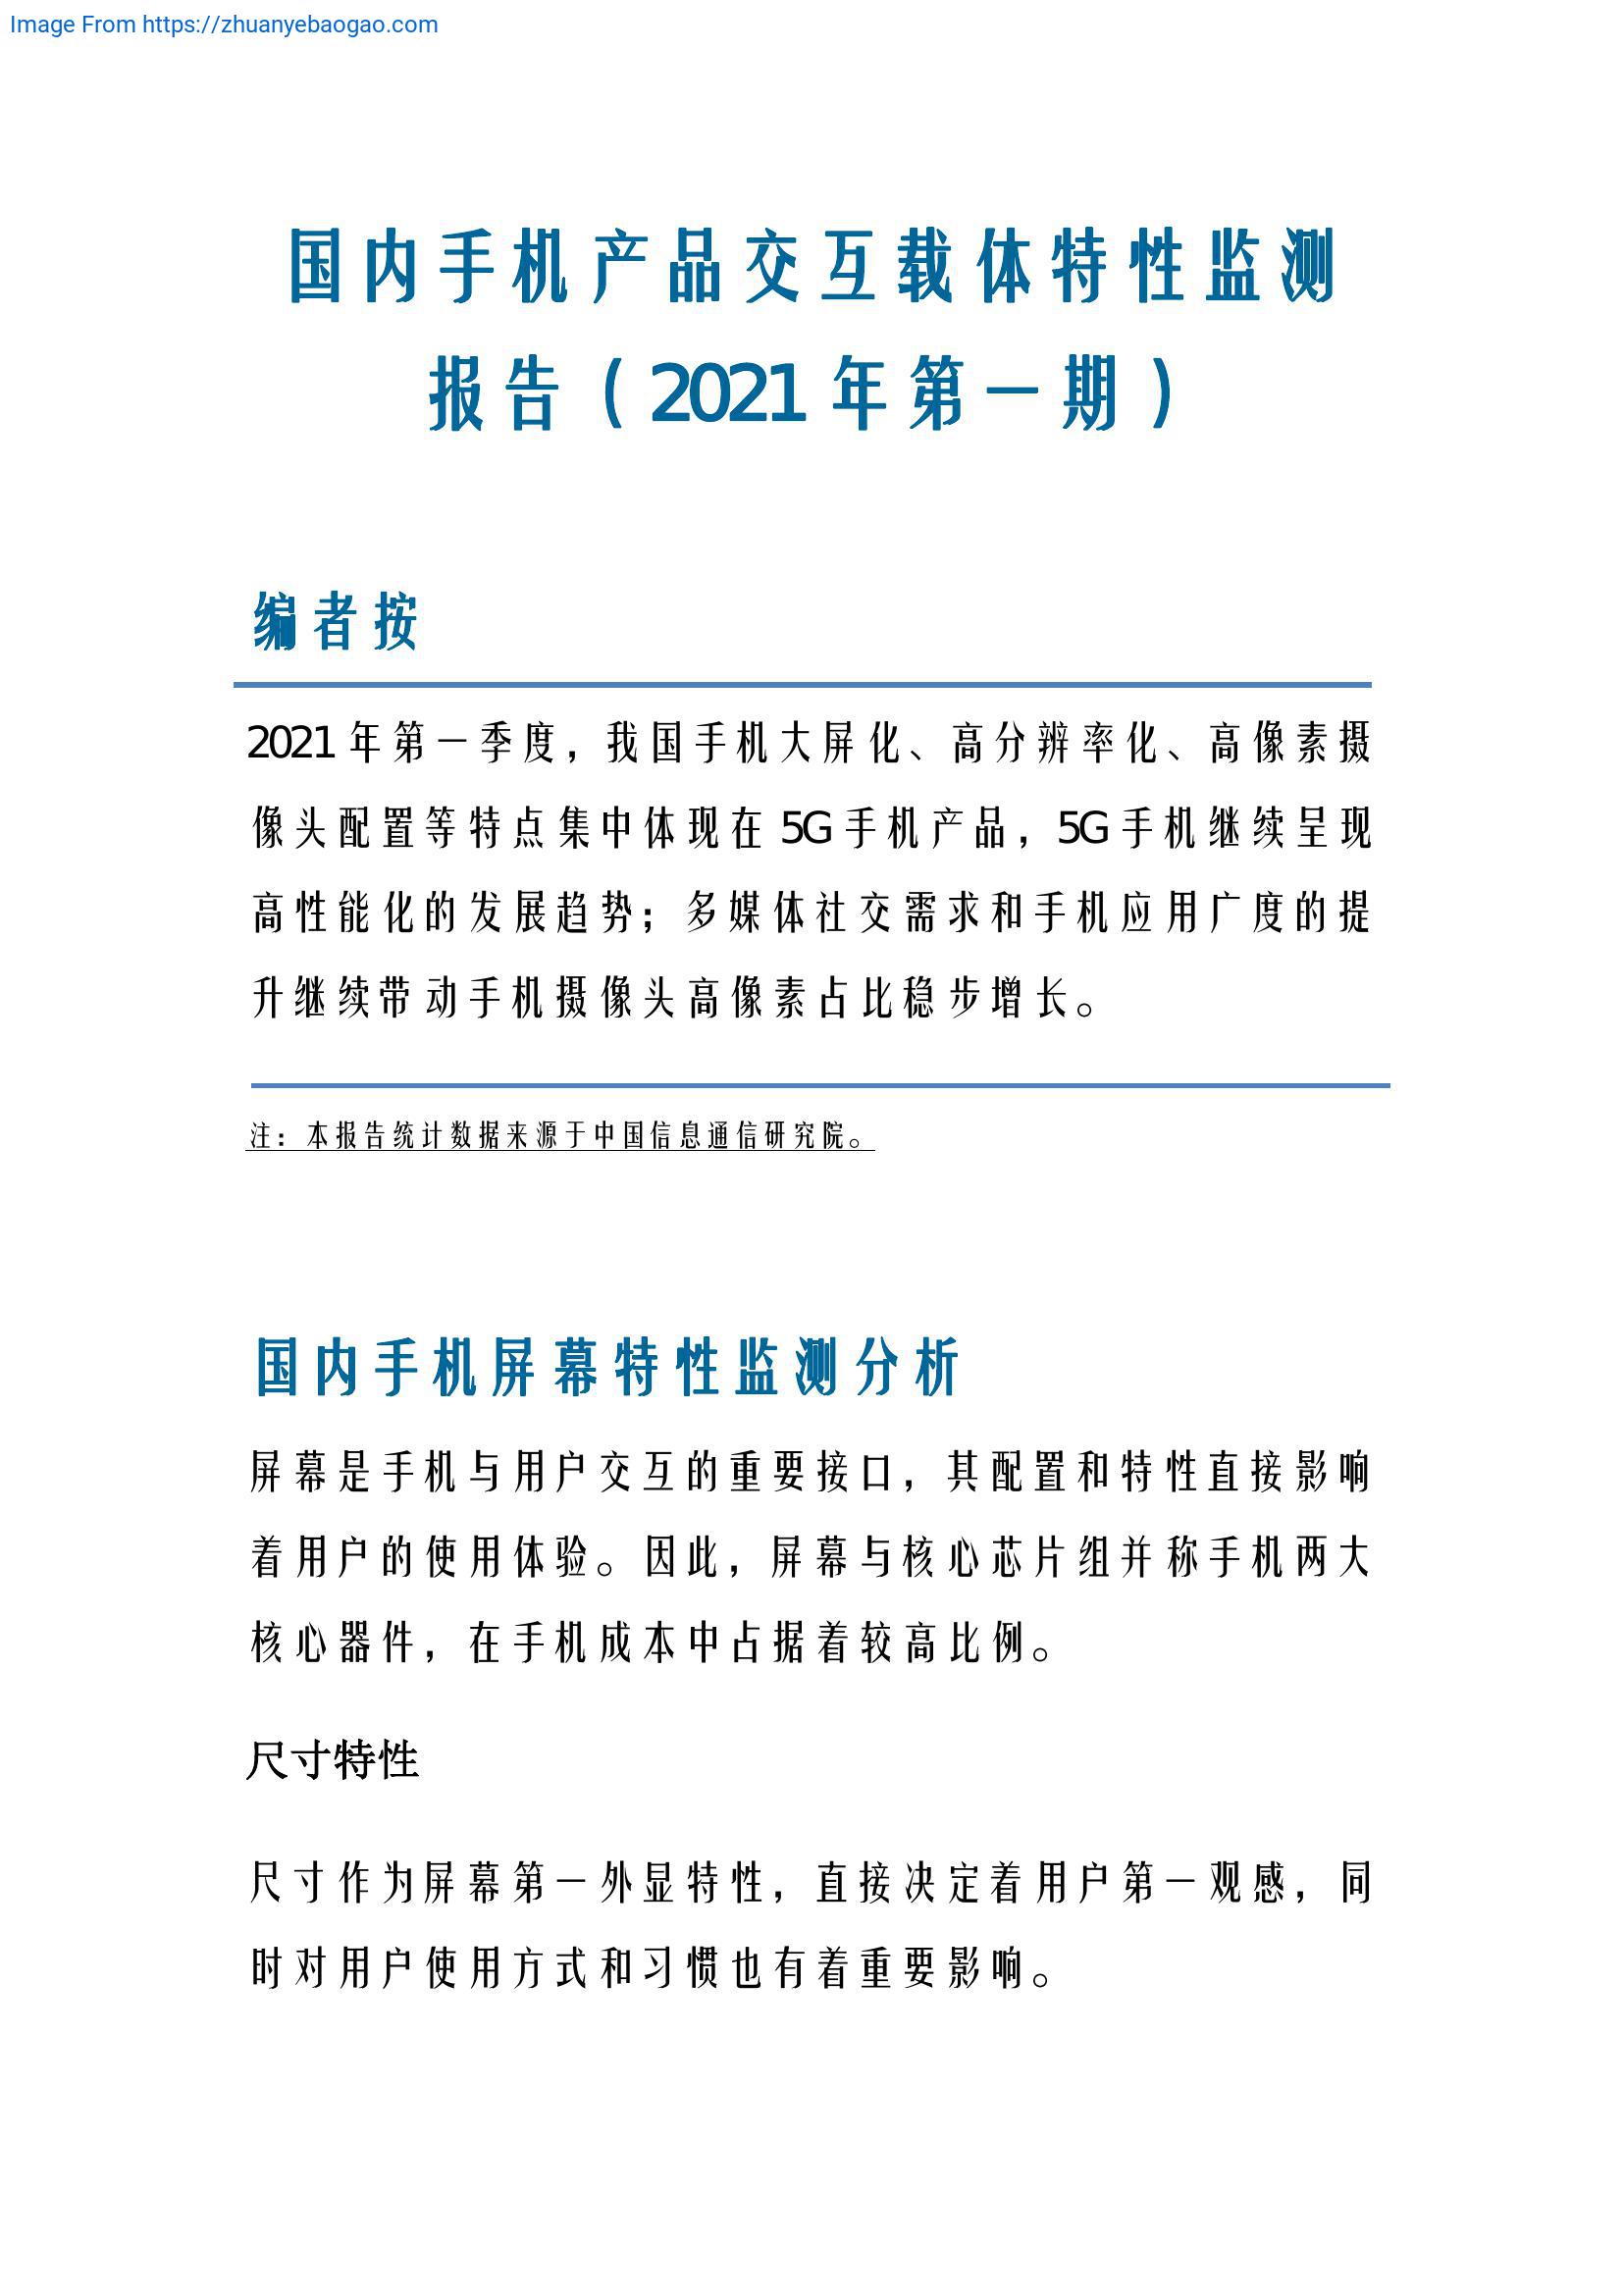 Image From https://zhuanyebaogao.com
国内手机产品交互载体特性监测
报告（2021 年第一期）
编者按
2021 年第一季度，我国手机大屏化、高分辨率化、高像素摄
像头配置等特点集中体现在 5G 手机产品，5G 手机继续呈现
高性能化的发展趋势；多媒体社交需求和手机应用广度的提
升继续带动手机摄像头高像素占比稳步增长。
注：本报告统计数据来源于中国信息通信研究院。
国内手机屏幕特性监测分析
屏幕是手机与用户交互的重要接口，其配置和特性直接影响
着用户的使用体验。因此，屏幕与核心芯片组并称手机两大
核心器件，在手机成本中占据着较高比例。
尺寸特性
尺寸作为屏幕第一外显特性，直接决定着用户第一观感，同
时对用户使用方式和习惯也有着重要影响。